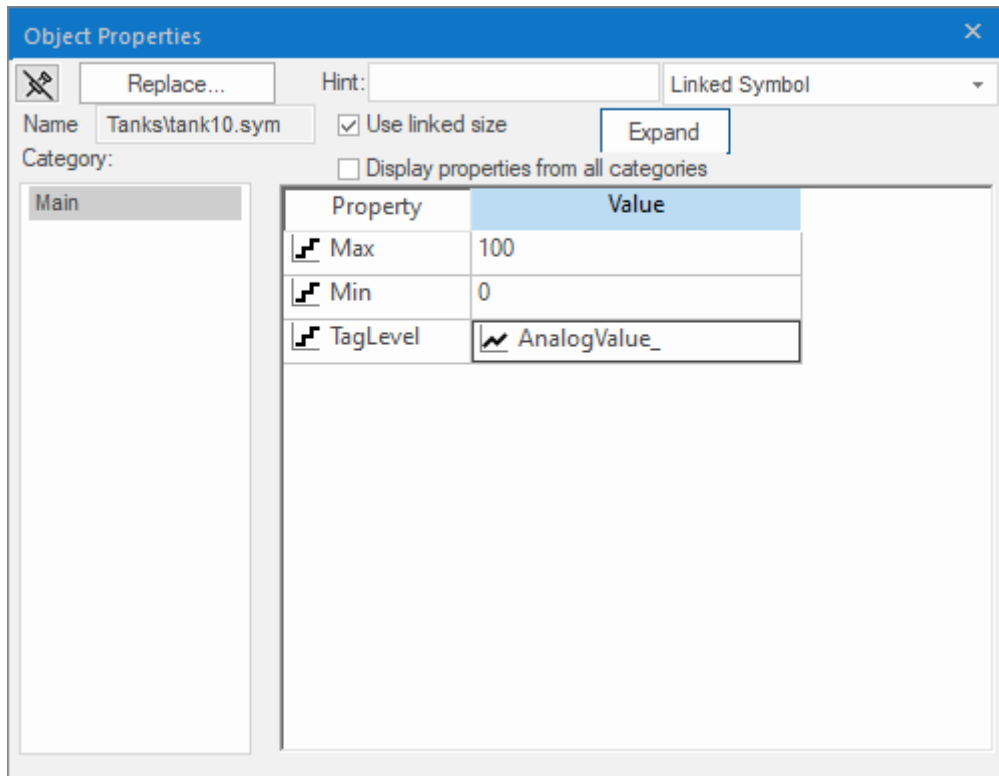 Object Properties
Replace... Hint: Linked Symbol
Name Tanks\tank10.sym Use linked size Expand
Category: Display properties from all categories
Main Property Value
Max 100
Min 0
TagLevel AnalogValue_